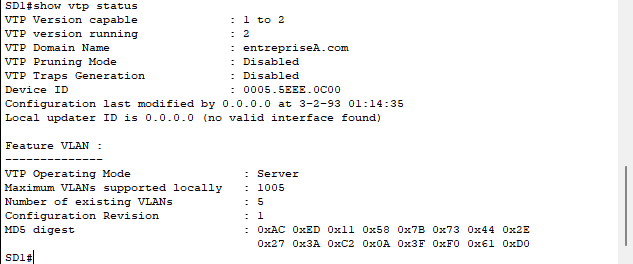 SD1#show vtp status
VTP Version capable : 1 to 2
VTP version running : 2
VTP Domain Name : entrepriseA.com
VTP Pruning Mode : Disabled
VTP Traps Generation : Disabled
Device ID : 0005.5EEE.0C00
Configuration last modified by 0.0.0.0 at 3-2-93 01:14:35
Local updater ID is 0.0.0.0 (no valid interface found)
Feature VLAN :
--------------
VTP Operating Mode : Server
Maximum VLANs supported locally : 1005
Number of existing VLANs : 5
Configuration Revision : 1
MD5 digest : 0xAC 0xED 0x11 0x58 0x7B 0x73 0x44 0x2E
0x27 0x3A 0xC2 0x0A 0x3F 0xF0 0x61 0xD0
SD1#